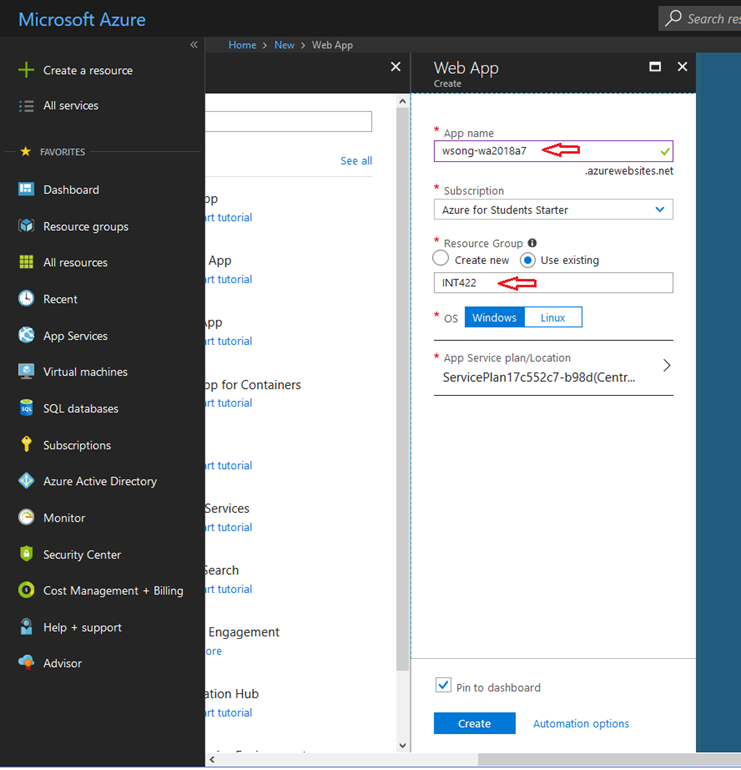 Microsoft Azure
Search res
Home > New > Web App
Create a resource
All services
FAVORITES
Dashboard
Resource groups
All resources
Recent
App Services
Virtual machines
SQL databases
Subscriptions
Azure Active Directory
Monitor
Security Center
Cost Management + Billing
Help + support
Advisor
See all
pp
art tutorial
App
art tutorial
App
art tutorial
pp for Containers
art tutorial
art tutorial
Services
art tutorial
Search
art tutorial
Engagement
ore
ation Hub
art tutorial
Web App
Create
* App name
wsong-wa2018a7
.azurewebsites.net
* Subscription
Azure for Students Starter
* Resource Group
Create new Use existing
INT422
* OS Windows Linux
* App Service plan/Location
ServicePlan17c552c7-b98d(Centr...
Pin to dashboard
Create Automation options